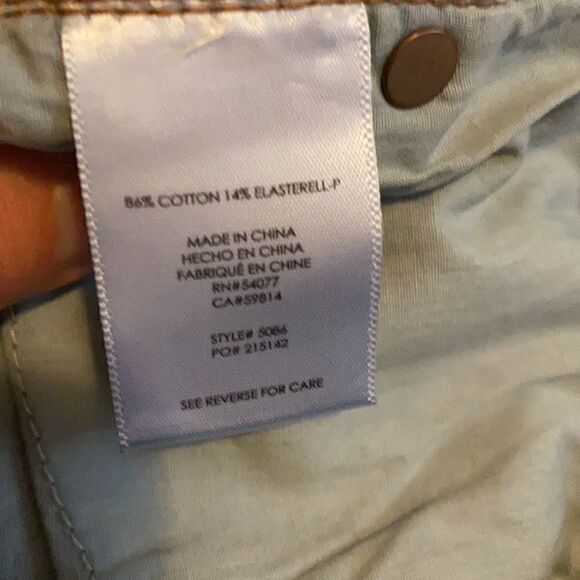 86% COTTON 14% ELASTERELL-P
MADE IN CHINA
HECHO EN CHINA
FABRIQUÉ EN CHINE
RN#54077
CA#59814
STYLE# 5086
PO# 215142
SEE REVERSE FOR CARE